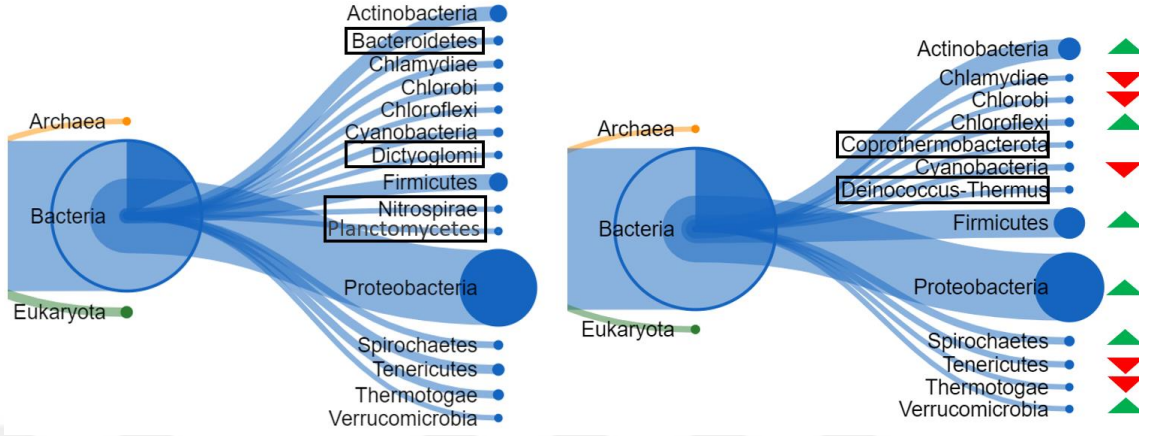 Actinobacteria
Bacteroidetes
Chlamydiae
Chlorobi
Chloroflexi
Archaea
Cyanobacteria
Dictyoglomi
Firmicutes
Bacteria
Nitrospirae
Planctomycetes
Proteobacteria
Eukaryota
Spirochaetes
Tenericutes
Thermotogae
Verrucomicrobia
Actinobacteria
Chlamydiae
Chlorobi
Chloroflexi
Archaea
Coprothermobacterota
Cyanobacteria
Deinococcus-Thermus
Firmicutes
Bacteria
Proteobacteria
Eukaryota
Spirochaetes
Tenericutes
Thermotogae
Verrucomicrobia